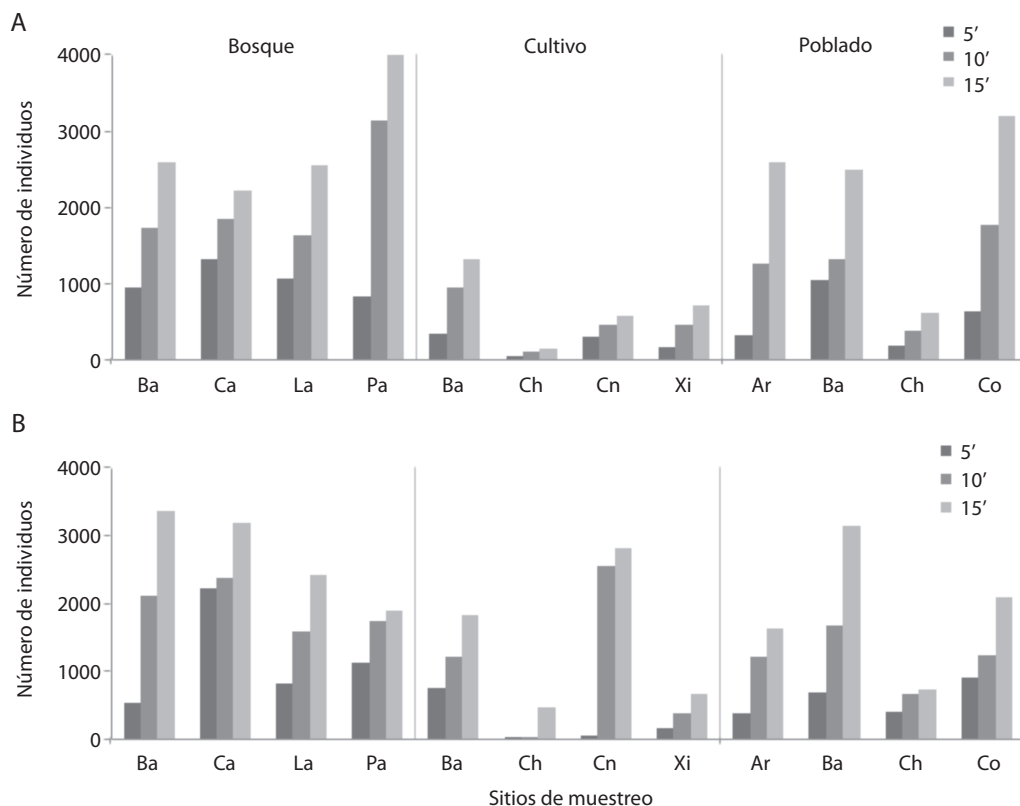 A
Bosque
Cultivo
Poblado
5′
10′
15′
Número de individuos
4000
3000
2000
1000
0
Ba Ca La Pa Ba Ch Cn Xi Ar Ba Ch Co
B
5′
10′
15′
Número de individuos
4000
3000
2000
1000
0
Ba Ca La Pa Ba Ch Cn Xi Ar Ba Ch Co
Sitios de muestreo